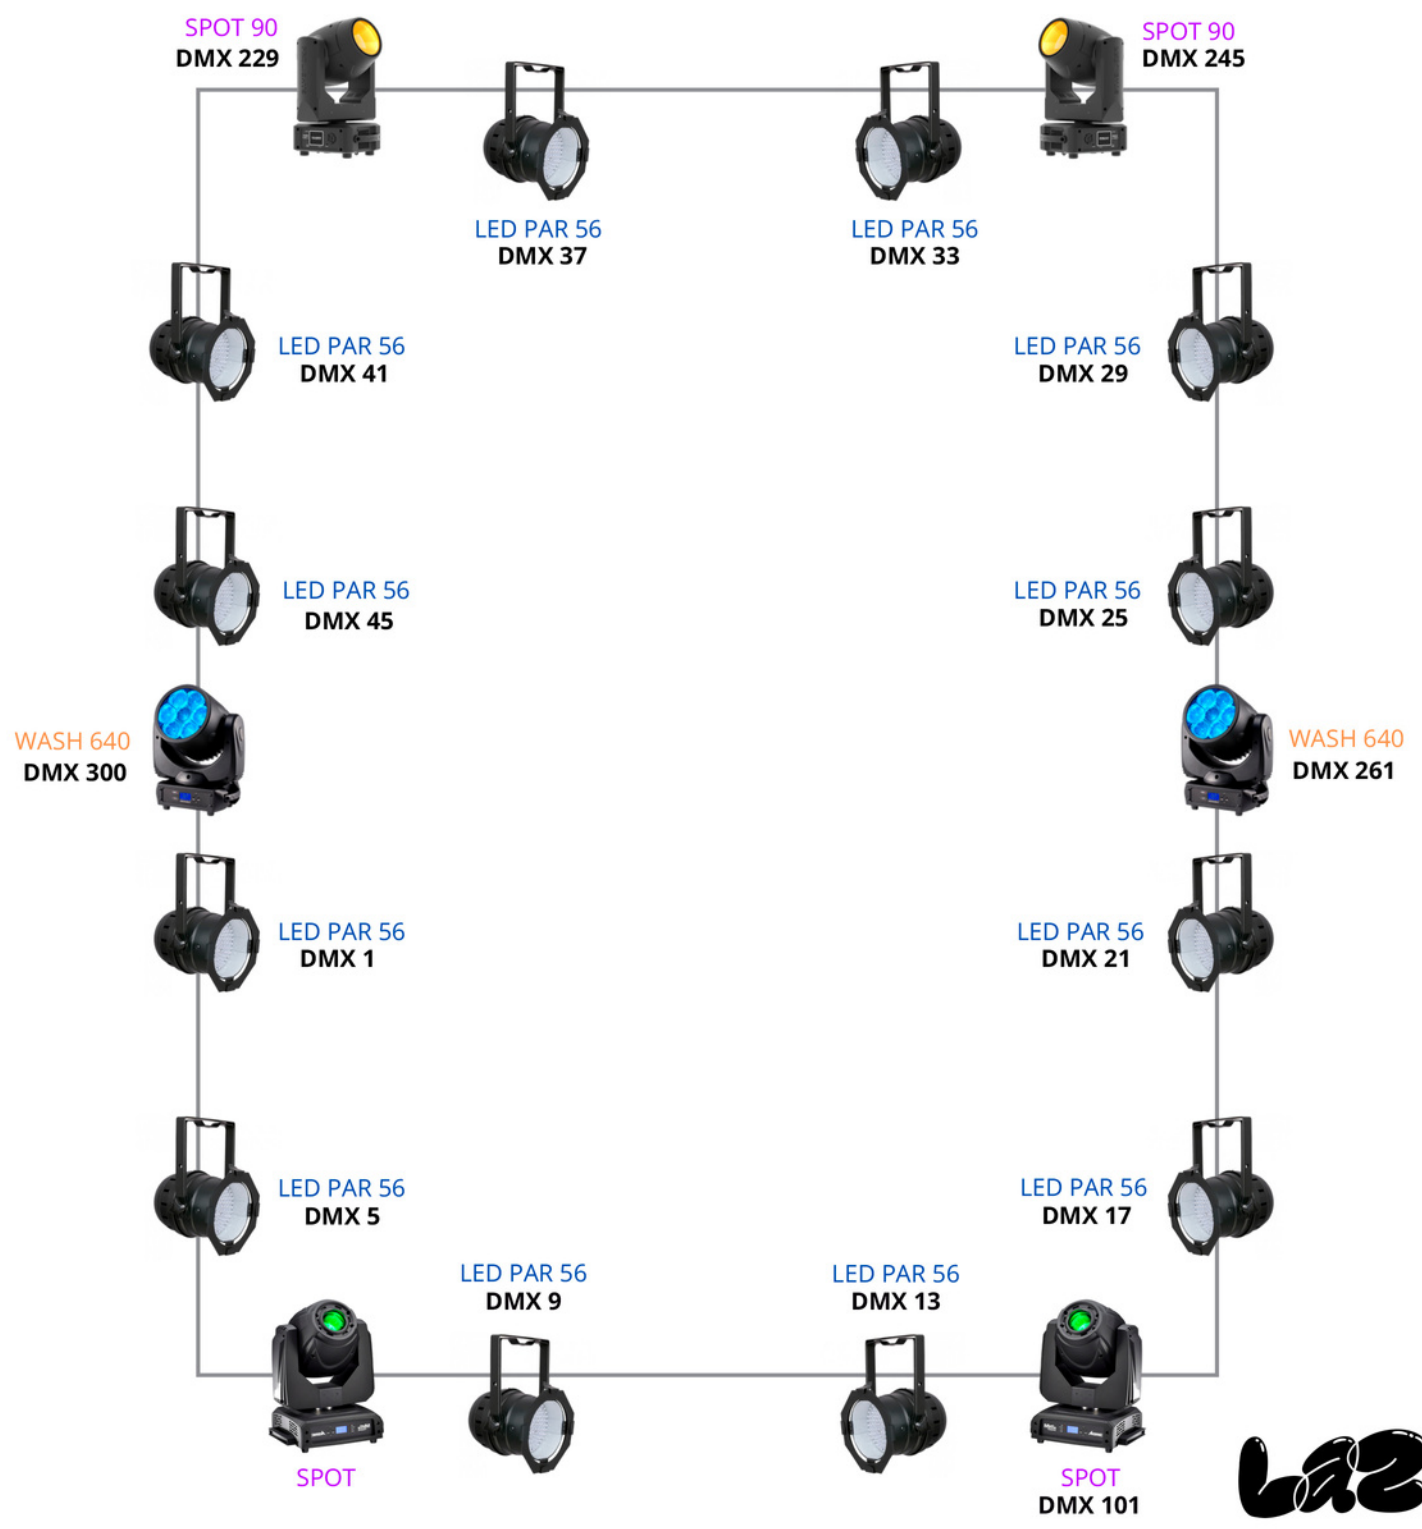 SPOT 90
DMX 229
SPOT 90
DMX 245
LED PAR 56
DMX 37
LED PAR 56
DMX 33
LED PAR 56
DMX 41
LED PAR 56
DMX 29
LED PAR 56
DMX 45
LED PAR 56
DMX 25
WASH 640
DMX 300
WASH 640
DMX 261
LED PAR 56
DMX 1
LED PAR 56
DMX 21
LED PAR 56
DMX 5
LED PAR 56
DMX 17
LED PAR 56
DMX 9
LED PAR 56
DMX 13
SPOT
SPOT
DMX 101